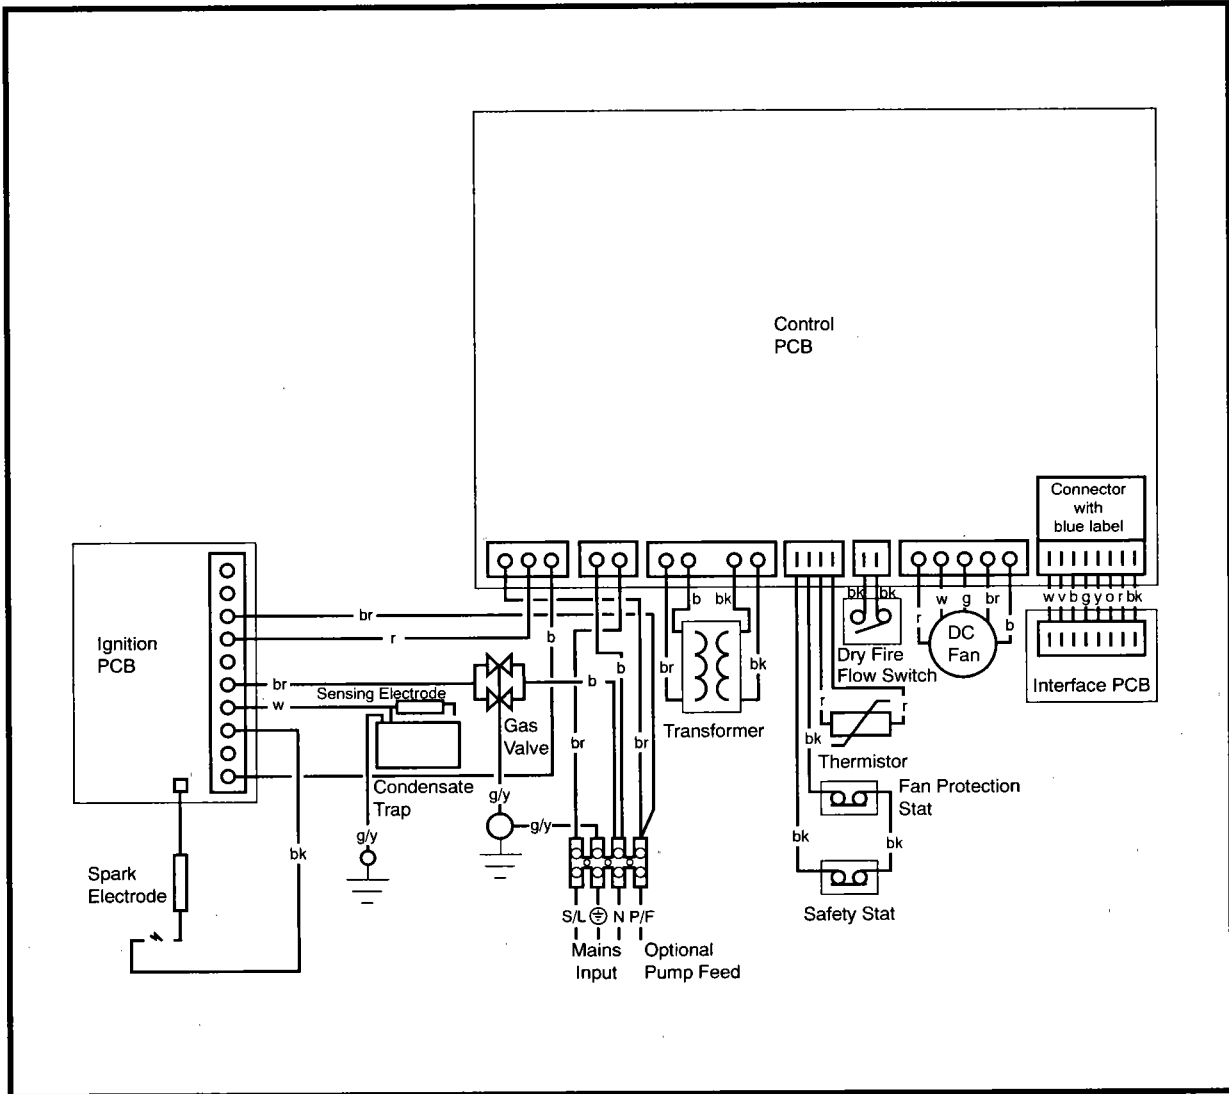 Control
PCB
Connector
with
blue label
w v b g y o r bk
Interface PCB
bk bk
Dry Fire
Flow Switch
r w g br b
DC
Fan
b bk
br bk
Transformer
r r
Thermistor
bk
Fan Protection
Stat
bk bk
Safety Stat
Ignition
PCB
br
r
b
br
Sensing Electrode
w
b
b
Gas
Valve
br br
Condensate
Trap
g/y
g/y
g/y
bk
Spark
Electrode
S/L N P/F
Mains
Input
Optional
Pump Feed